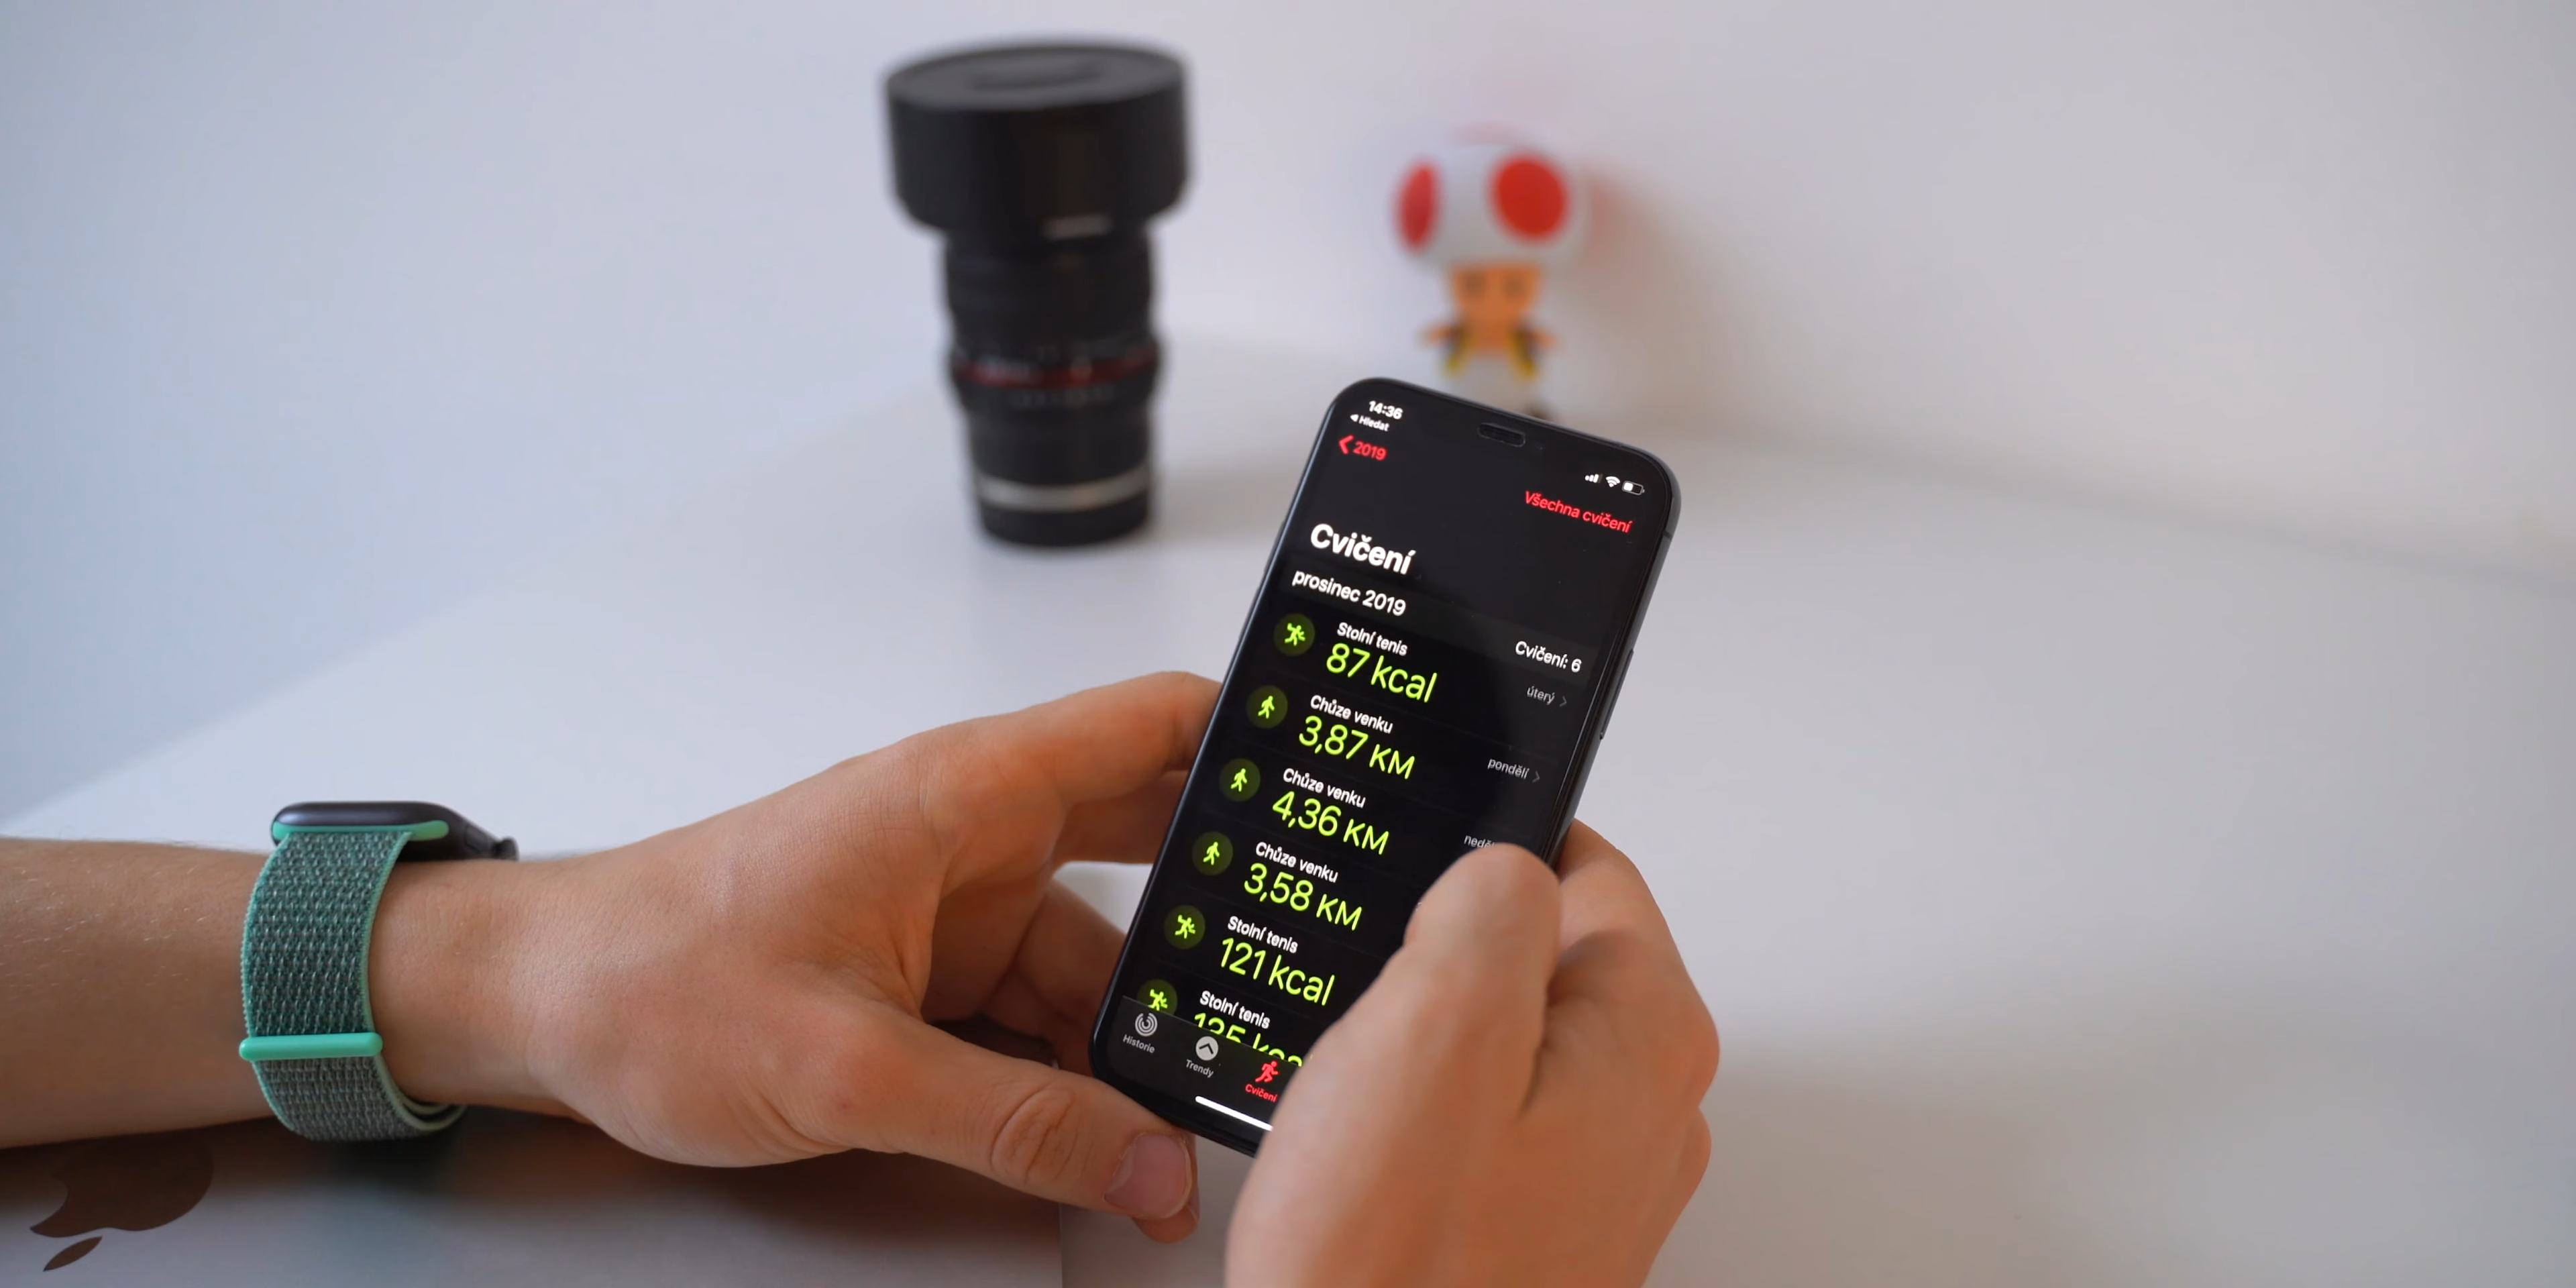 14:36
Hledat
2019
Všechna cvičení
Cvičení
prosinec 2019
Cvičení: 6
Stolní tenis
87 kcal
úterý
Chůze venku
3,87 KM
pondělí
Chůze venku
4,36 KM
Chůze venku
3,58 KM
Stolní tenis
121 kcal
Stolní tenis
Historie
Trendy
Cvičení